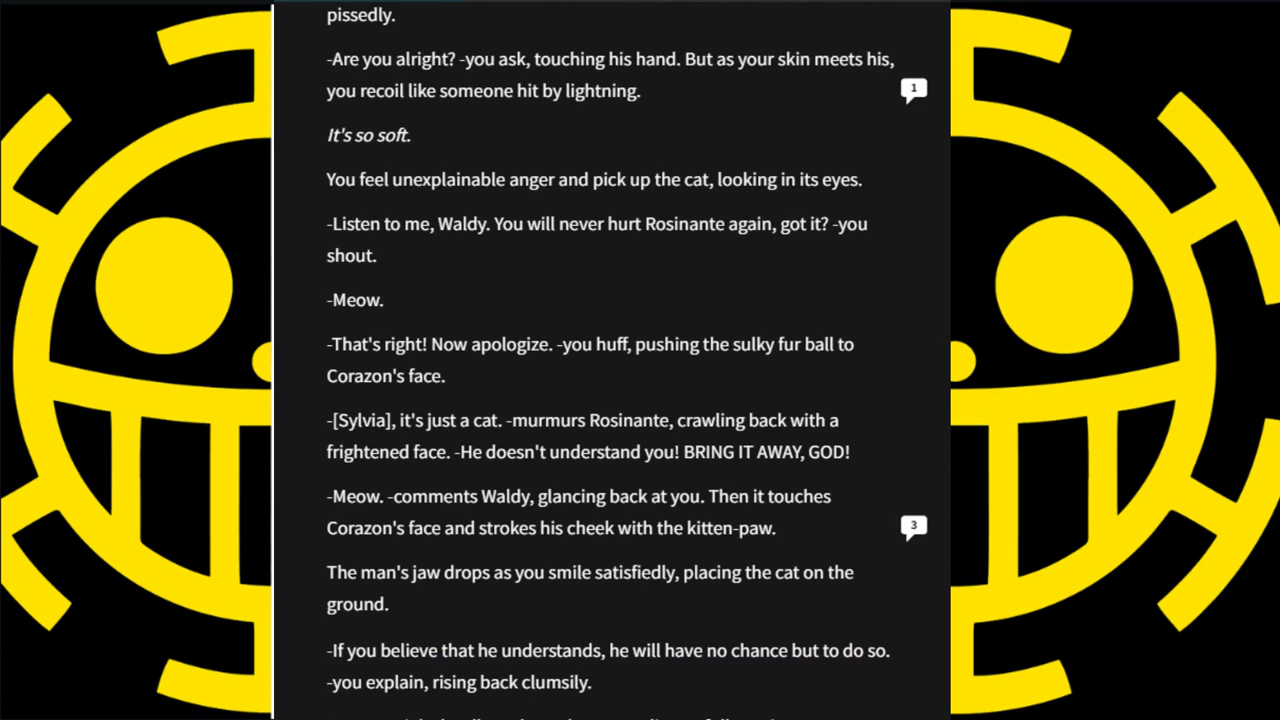 pissedly.
-Are you alright? -you ask, touching his hand. But as your skin meets his,
you recoil like someone hit by lightning.
1
It's so soft.
You feel unexplainable anger and pick up the cat, looking in its eyes.
-Listen to me, Waldy. You will never hurt Rosinante again, got it? -you
shout.
-Meow.
-That's right! Now apologize. -you huff, pushing the sulky fur ball to
Corazon's face.
-[Sylvia], it's just a cat. -murmurs Rosinante, crawling back with a
frightened face. -He doesn't understand you! BRING IT AWAY, GOD!
-Meow. -comments Waldy, glancing back at you. Then it touches
Corazon's face and strokes his cheek with the kitten-paw.
3
The man's jaw drops as you smile satisfiedly, placing the cat on the
ground.
-If you believe that he understands, he will have no chance but to do so.
-you explain, rising back clumsily.